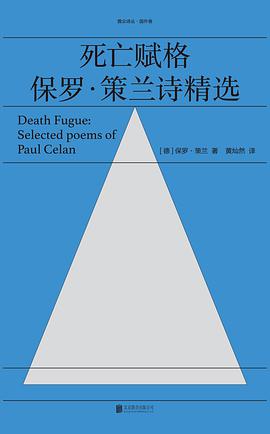 雅众诗丛·国外卷
死亡赋格
保罗·策兰诗精选
Death Fugue:
Selected poems of
Paul Celan
[德]保罗·策兰 著 黄灿然 译
北京联合出版公司